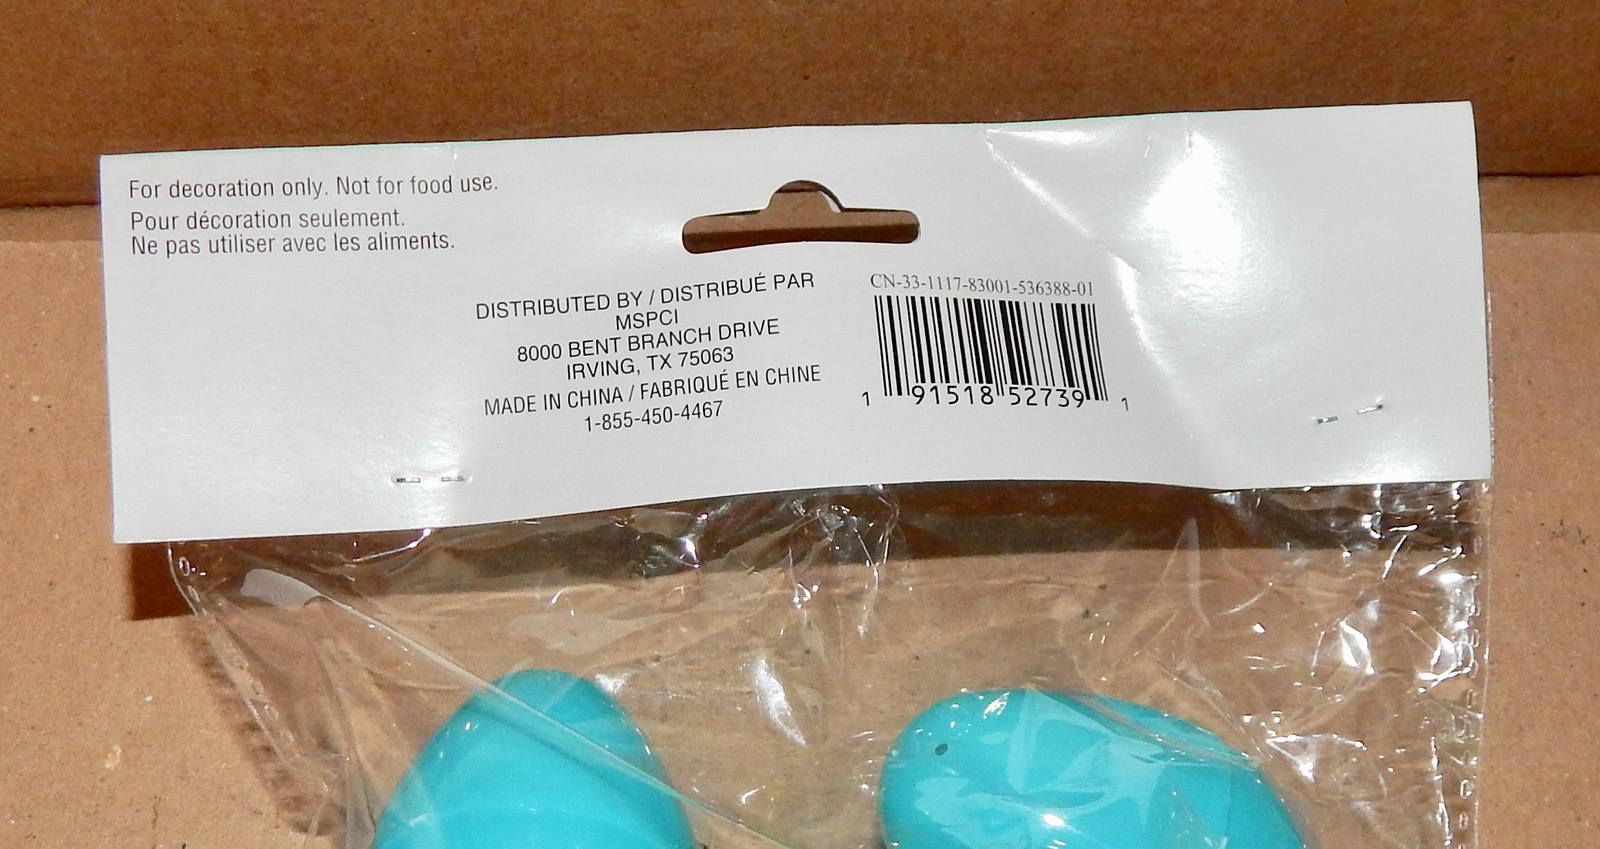 For decoration only. Not for food use.
Pour décoration seulement.
Ne pas utiliser avec les aliments.
DISTRIBUTED BY / DISTRIBUÉ PAR
MSPCI
8000 BENT BRANCH DRIVE
IRVING, TX 75063
MADE IN CHINA / FABRIQUÉ EN CHINE
1-855-450-4467
CN-33-1117-83001-536388-01
1 91518 52739 1